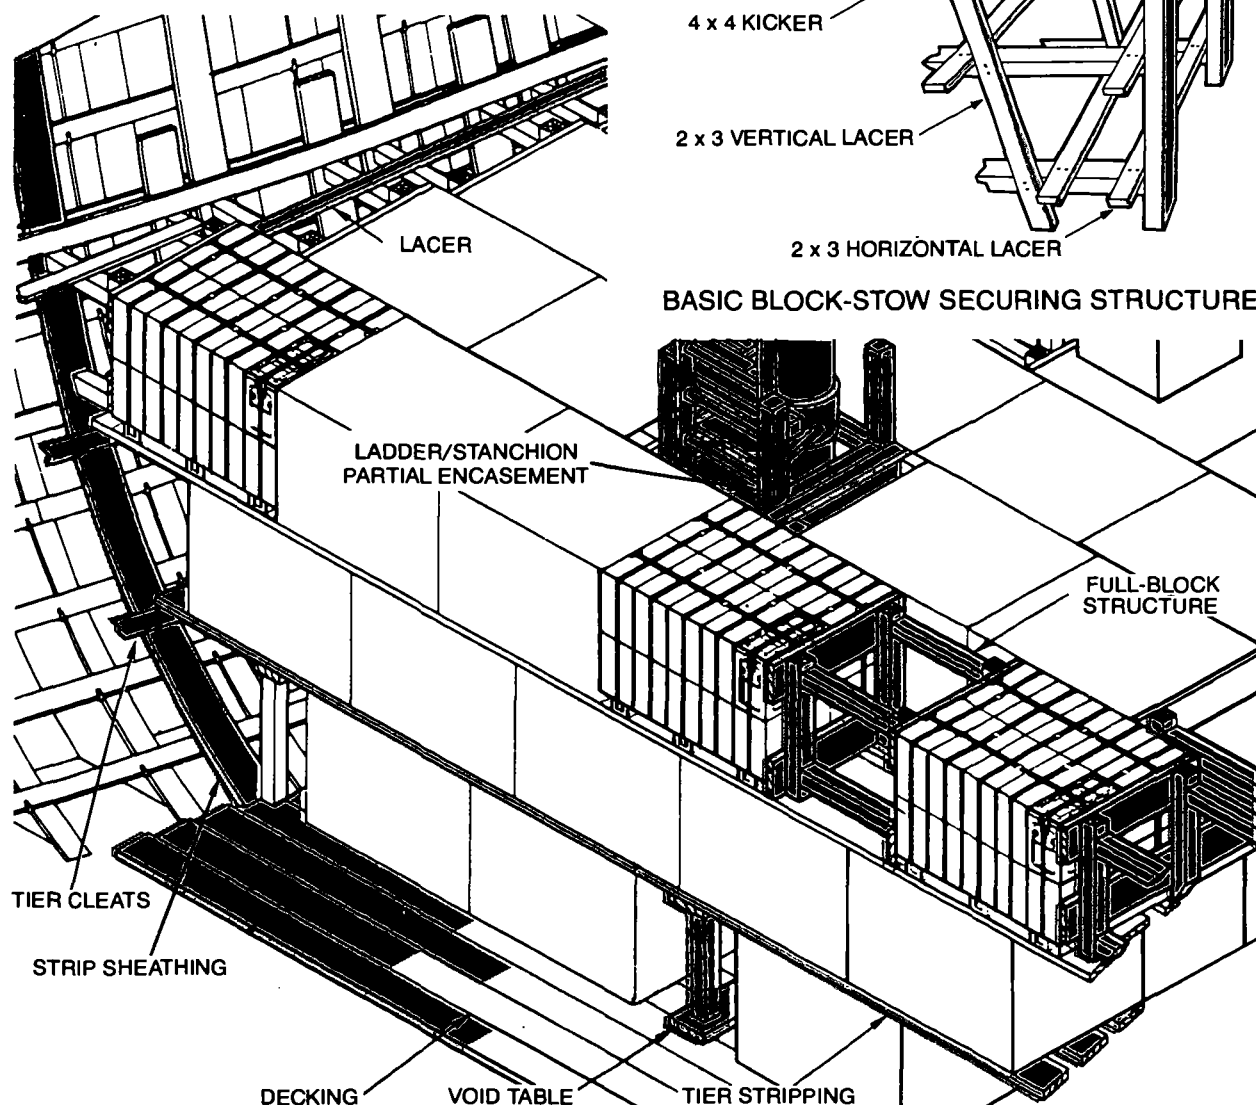 4 x 4 KICKER
2 x 3 VERTICAL LACER
LACER
2 x 3 HORIZONTAL LACER
BASIC BLOCK-STOW SECURING STRUCTURE
LADDER/STANCHION
PARTIAL ENCASEMENT
FULL-BLOCK
STRUCTURE
TIER CLEATS
STRIP SHEATHING
DECKING
VOID TABLE
TIER STRIPPING